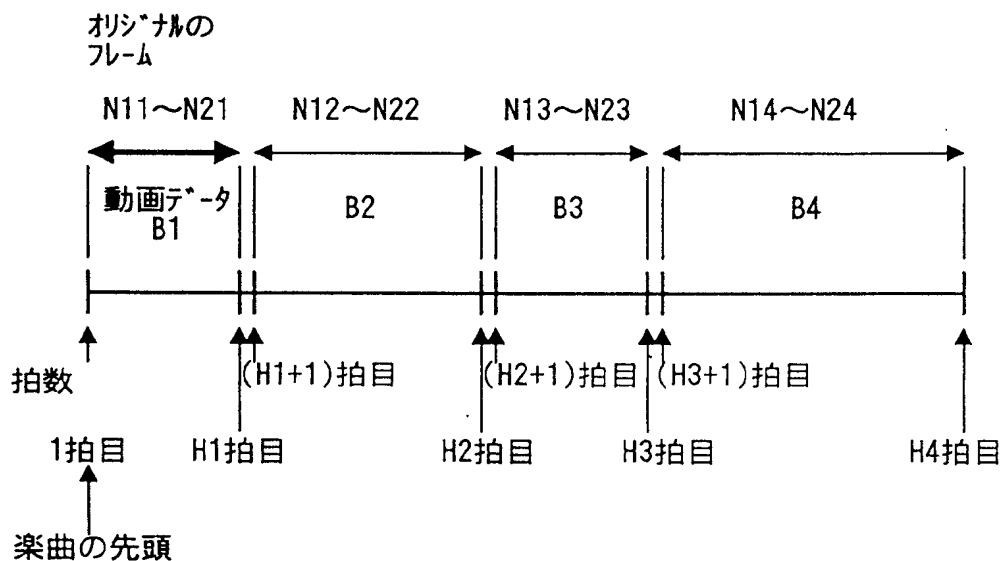 オリジナルの
フレーム
N11～N21
N12～N22
N13～N23
N14～N24
動画データ
B1
B2
B3
B4
拍数
(H1+1)拍目
(H2+1)拍目
(H3+1)拍目
1拍目
H1拍目
H2拍目
H3拍目
H4拍目
楽曲の先頭